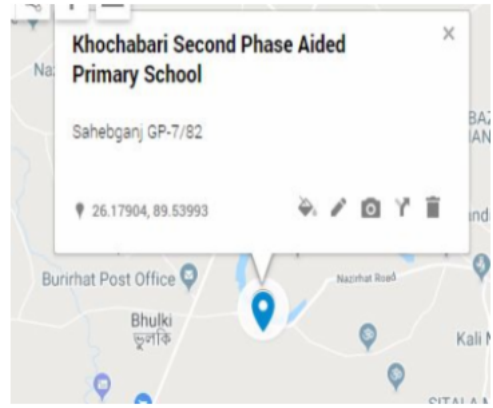 Khochabari Second Phase Aided
Primary School
Sahebganj GP-7/82
26.17904, 89.53993
Burirhat Post Office
Nazirhat Road
Bhulki
ভুলকি
Kali